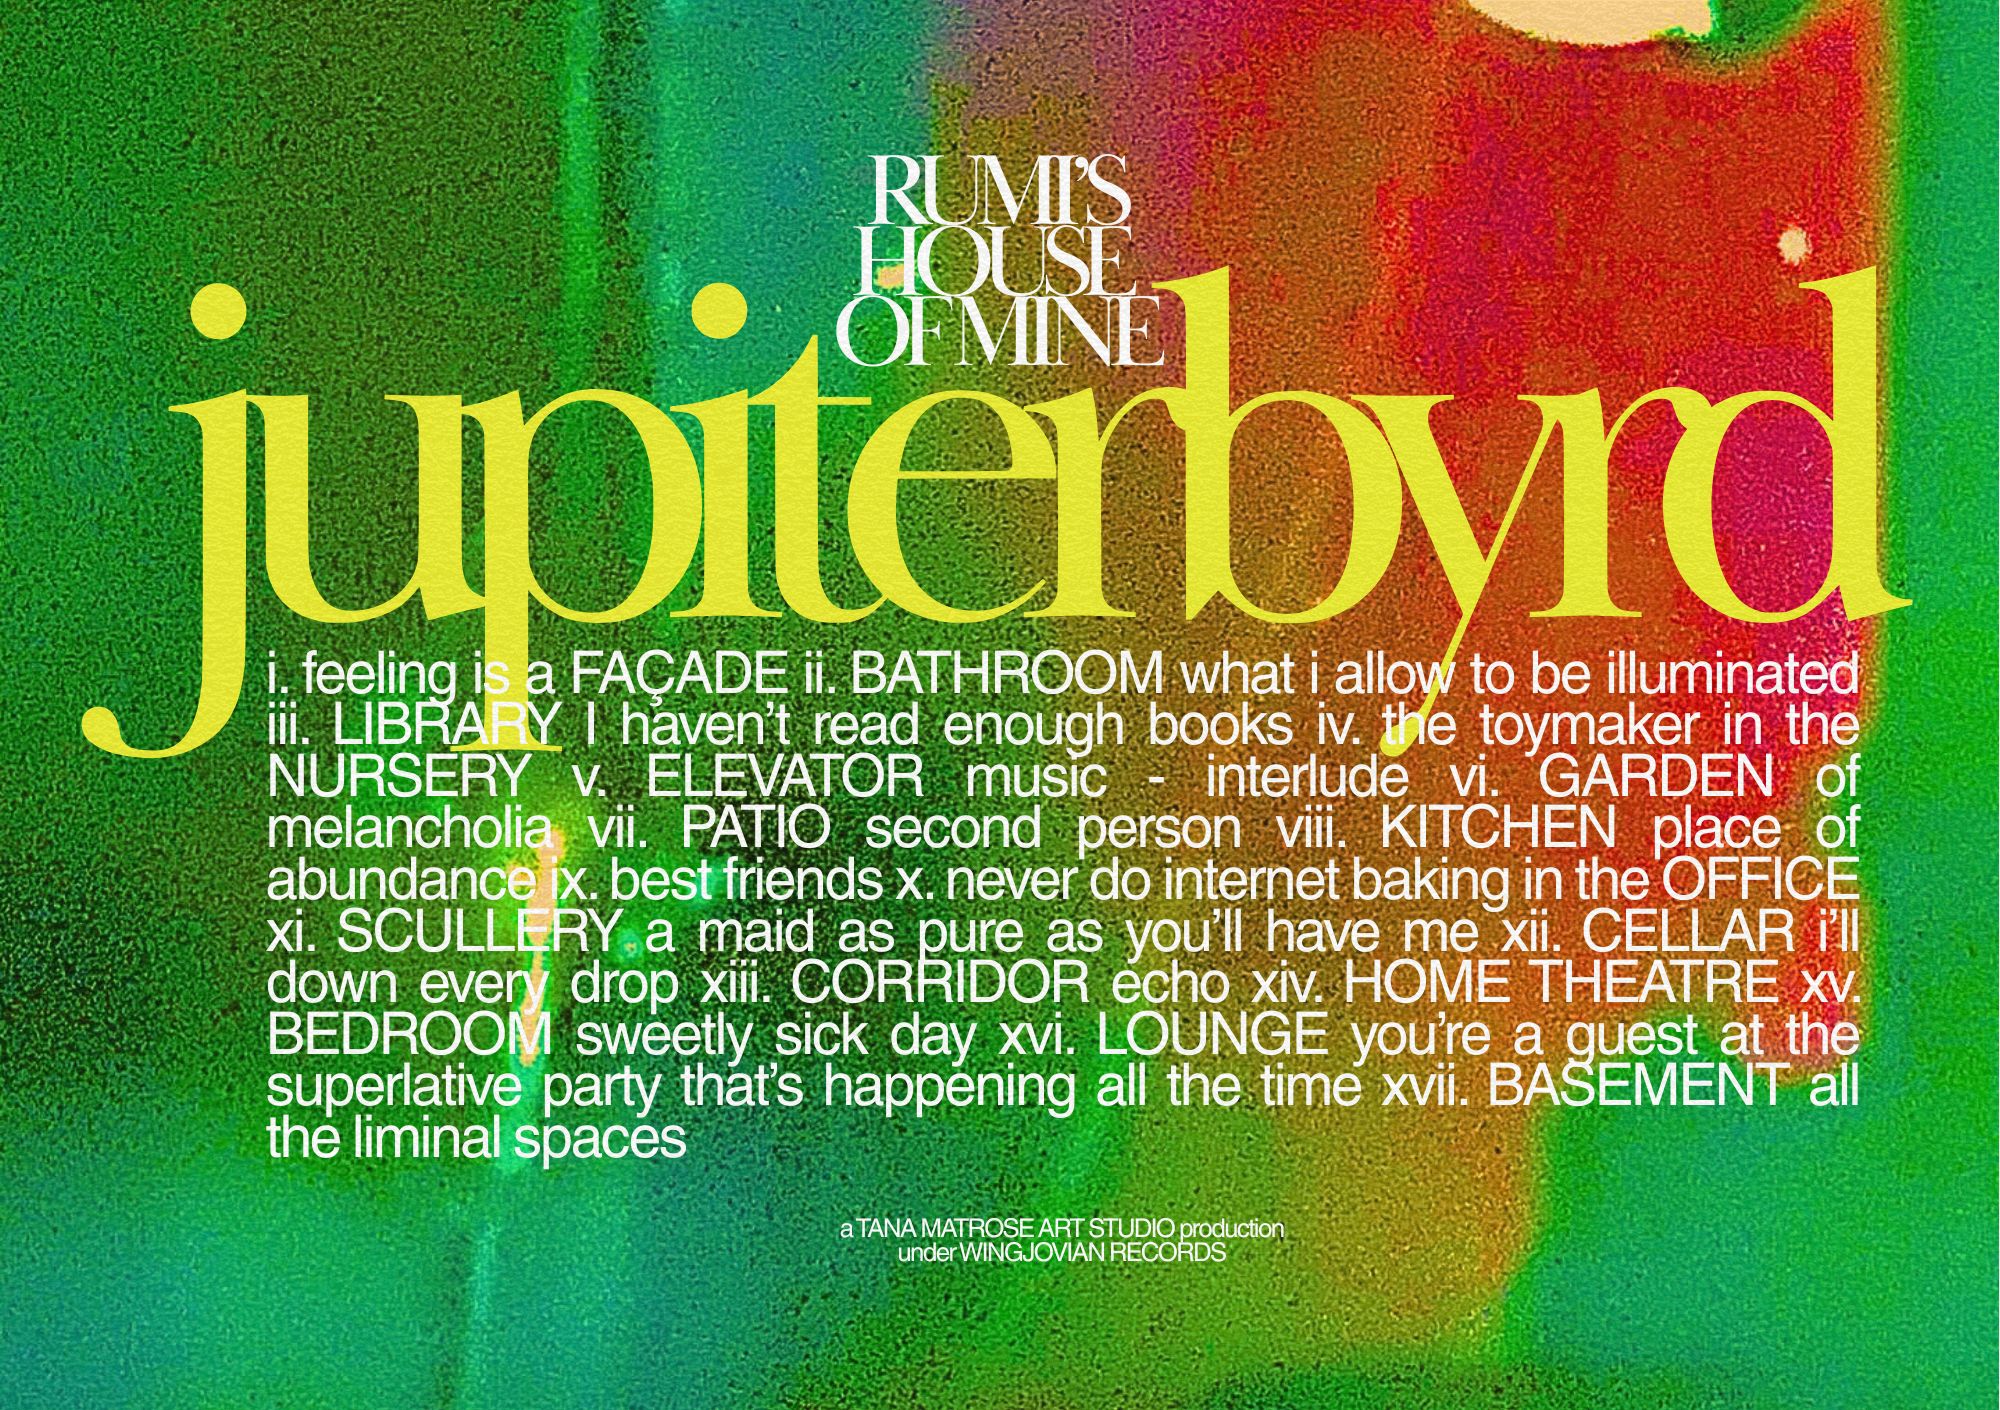 RUMI'S
HOUSE
OF MINE
jupiterbyrd
i. feeling is a FAÇADE ii. BATHROOM what i allow to be illuminated
iii. LIBRARY I haven't read enough books iv. the toymaker in the
NURSERY v. ELEVATOR music - interlude vi. GARDEN of
melancholia vii. PATIO second person viii. KITCHEN place of
abundance ix. best friends x. never do internet baking in the OFFICE
xi. SCULLERY a maid as pure as you'll have me xii. CELLAR i'll
down every drop xiii. CORRIDOR echo xiv. HOME THEATRE xv.
BEDROOM sweetly sick day xvi. LOUNGE you're a guest at the
superlative party that's happening all the time xvii. BASEMENT all
the liminal spaces
a TANA MATROSE ART STUDIO production
under WINGJOVIAN RECORDS